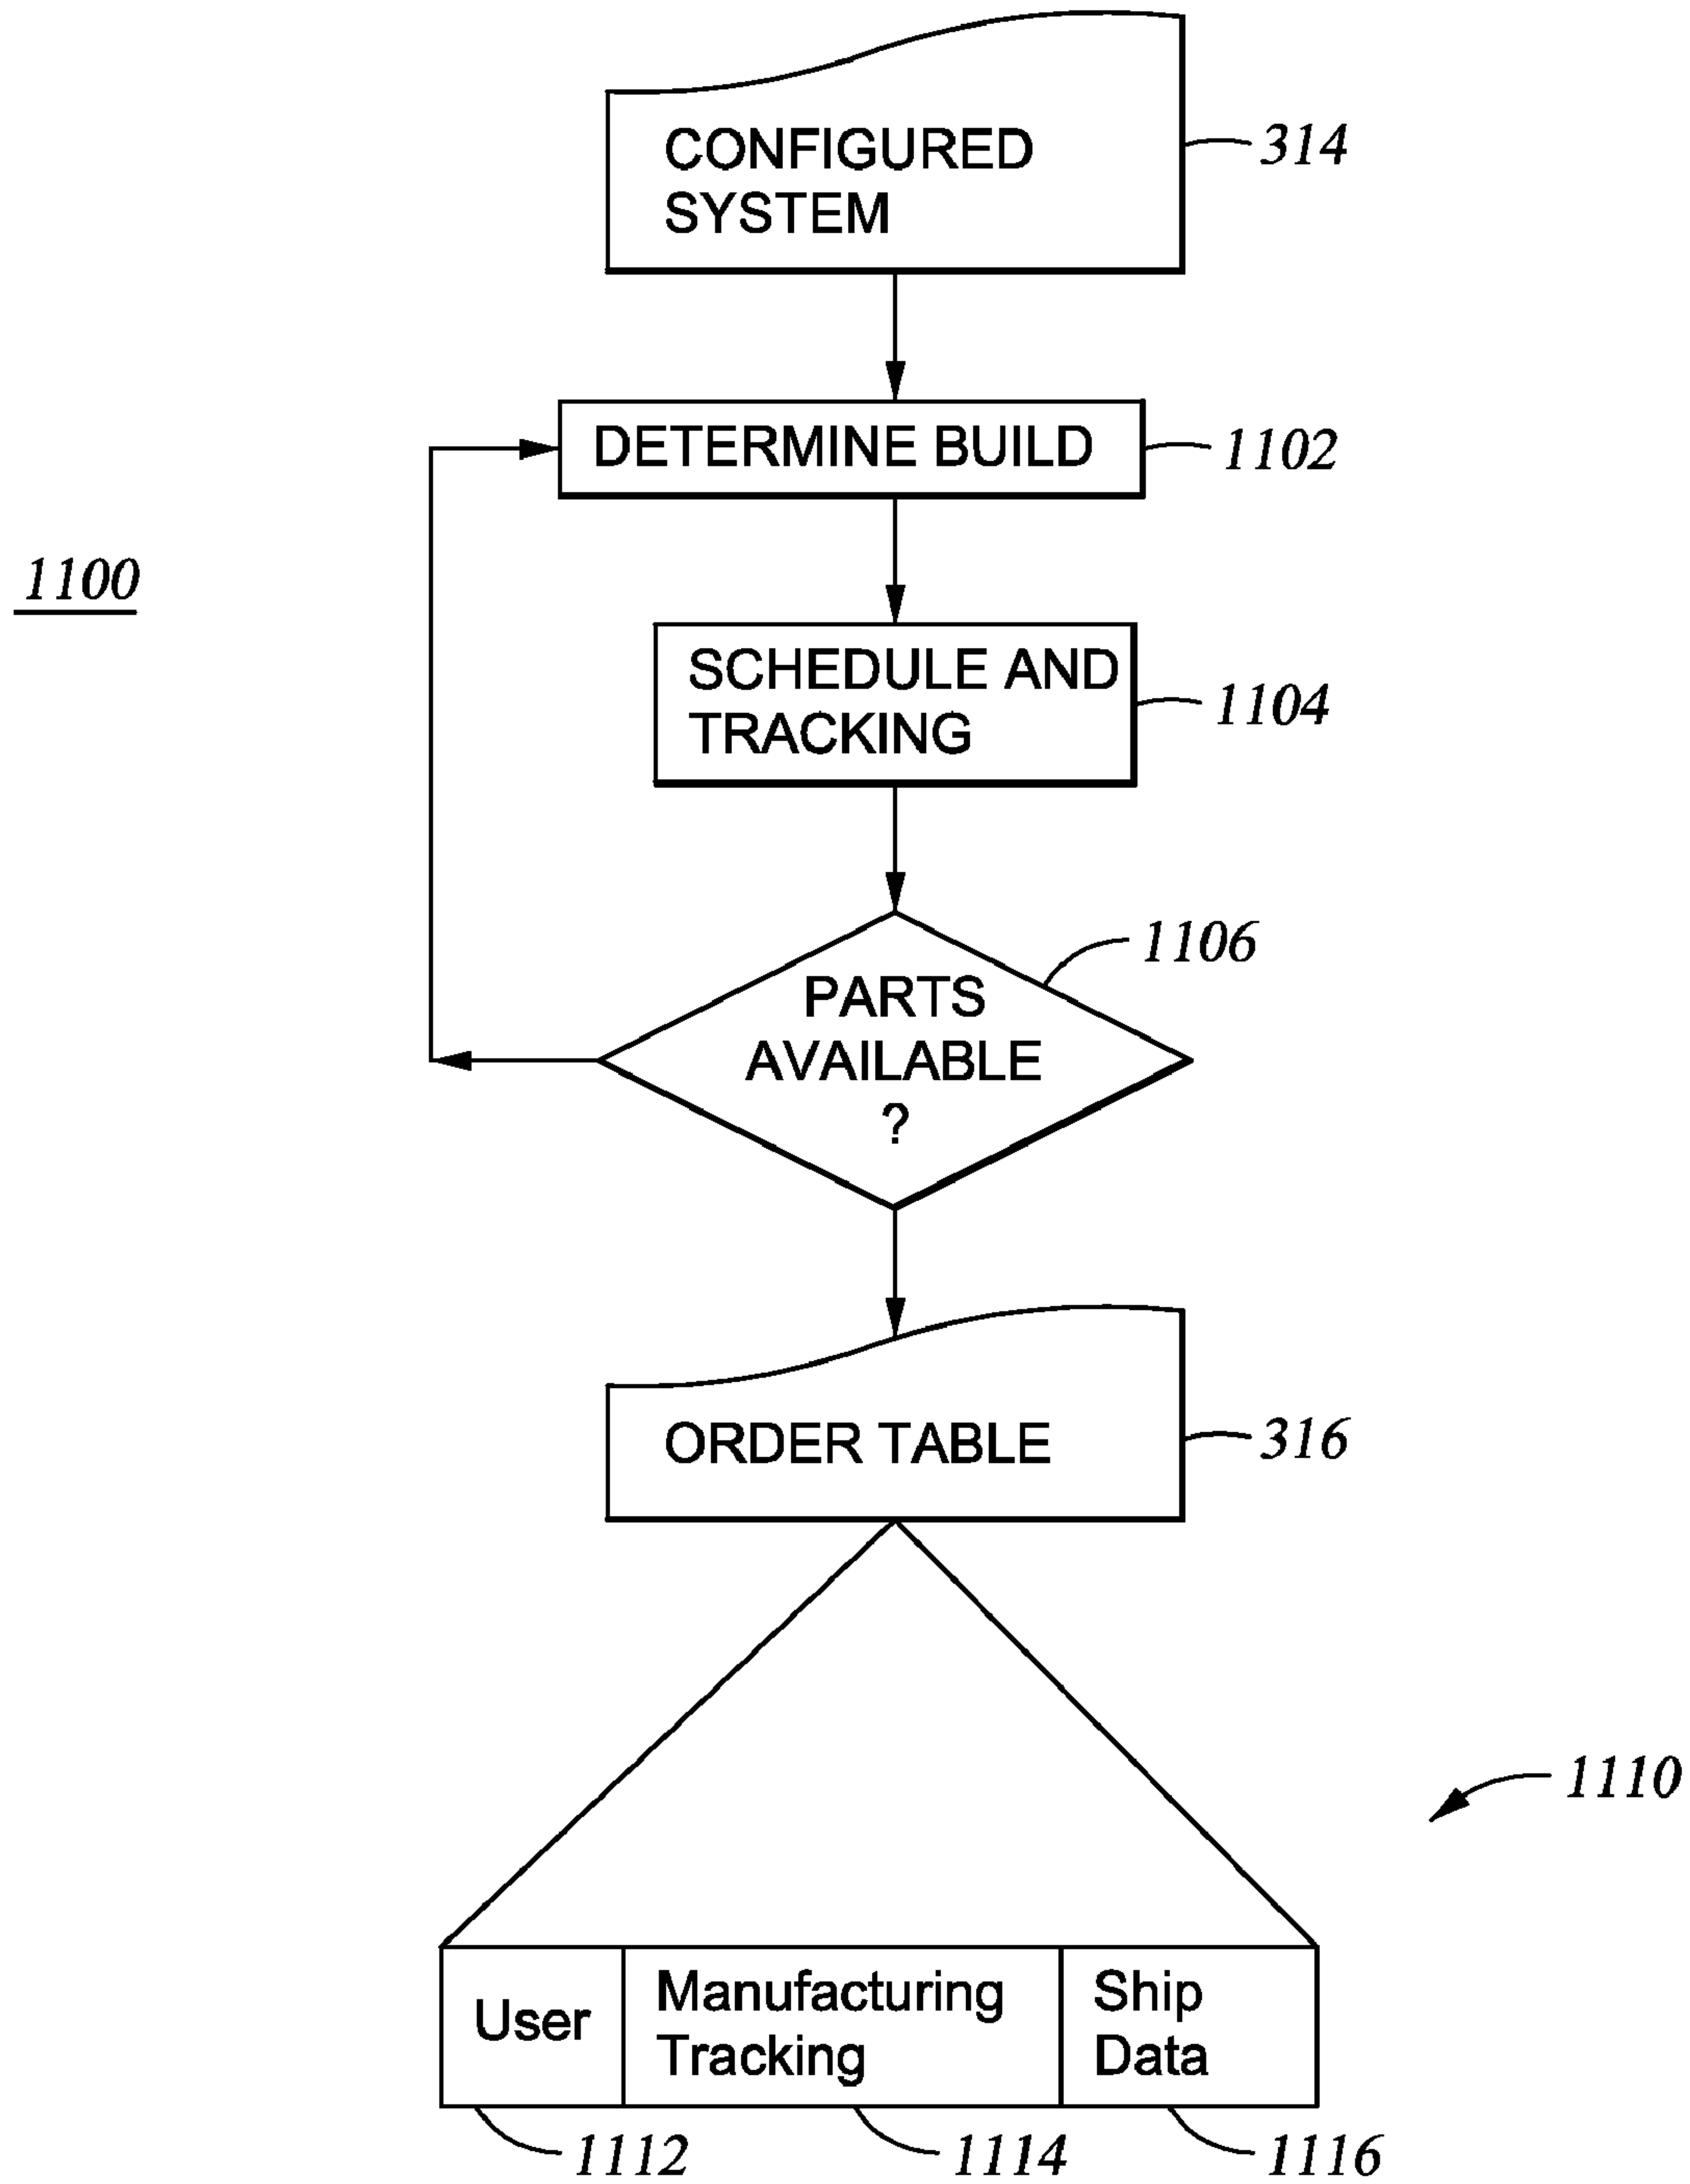 CONFIGURED
SYSTEM
314
DETERMINE BUILD
1102
1100
SCHEDULE AND
TRACKING
1104
1106
PARTS
AVAILABLE
?
ORDER TABLE
316
1110
User
Manufacturing
Tracking
Ship
Data
1112
1114
1116